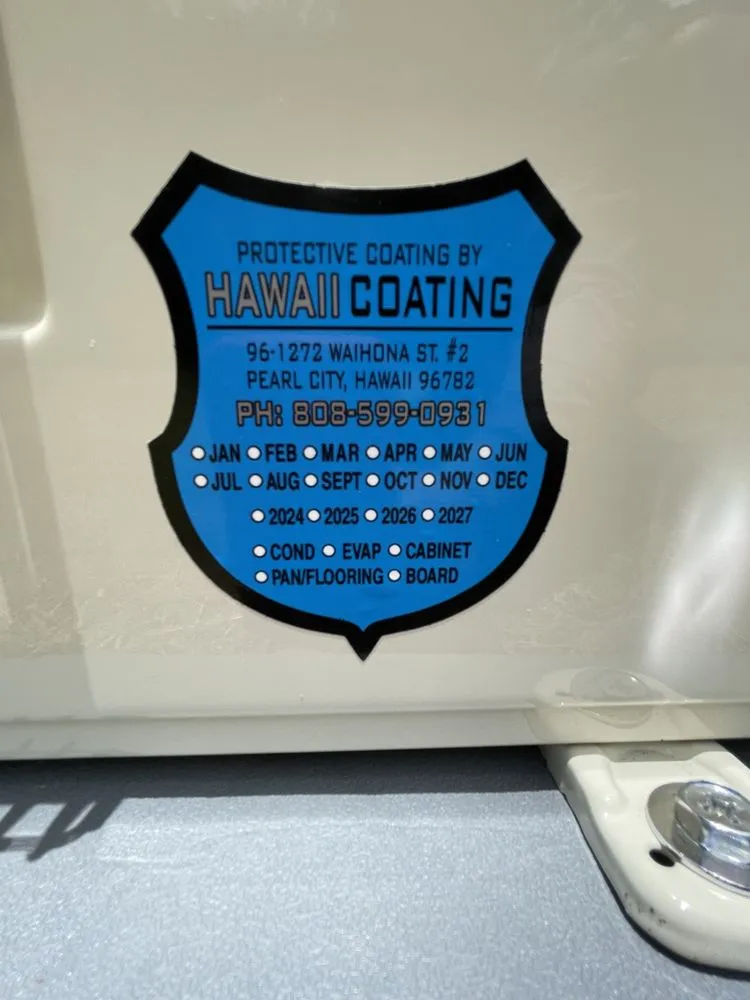 PROTECTIVE COATING BY
HAWAII COATING
96-1272 WAIHONA ST. #2
PEARL CITY, HAWAII 96782
PH: 808-599-0931
JAN FEB MAR APR MAY JUN
JUL AUG SEPT OCT NOV DEC
2024 2025 2026 2027
COND EVAP CABINET
PAN/FLOORING BOARD